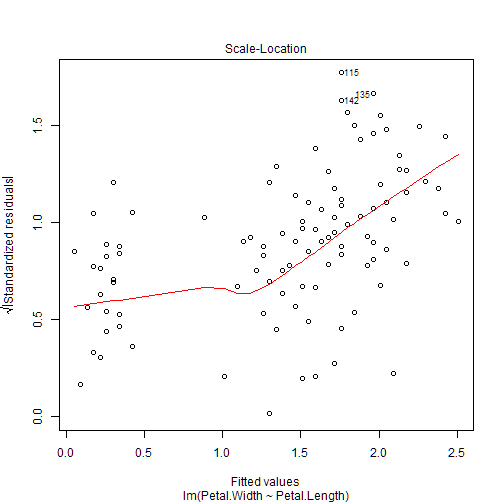 Scale-Location
√|Standardized residuals|
1.5
1.0
0.5
0.0
115
135
142
0.0 0.5 1.0 1.5 2.0 2.5
Fitted values
lm(Petal.Width ~ Petal.Length)